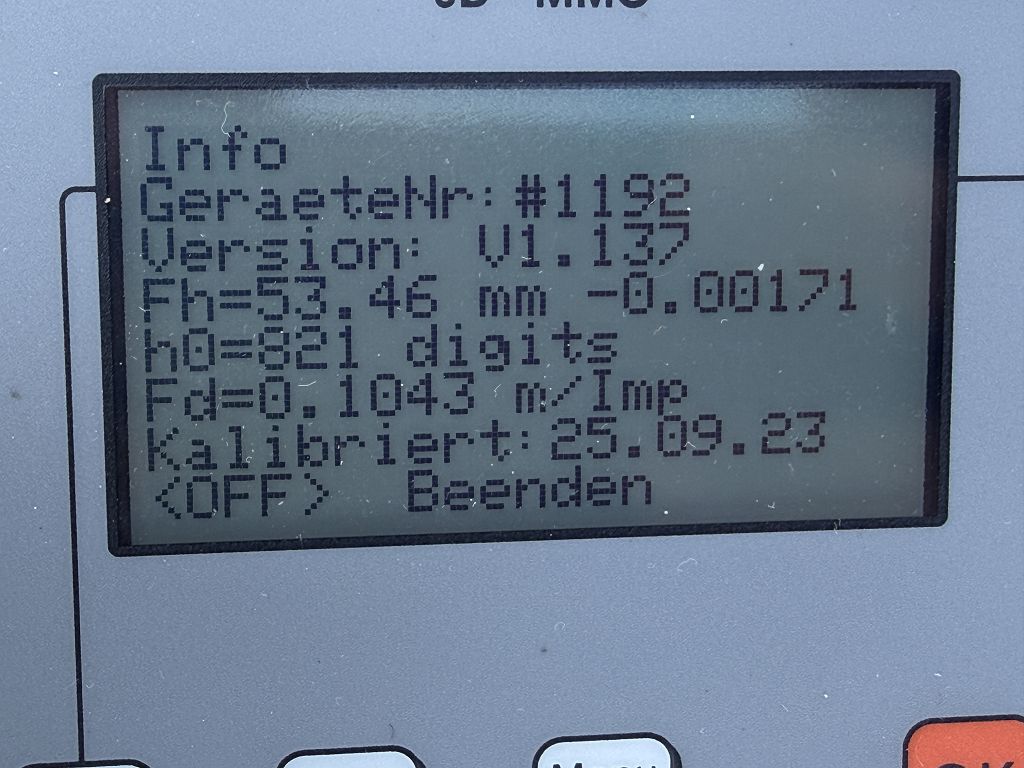 Info
GeraeteNr: #1192
Version: V1.137
Fh=53.46 mm -0.00171
h0=821 digits
Fd=0.1043 m/Imp
Kalibriert: 25.09.23
<OFF> Beenden
OK